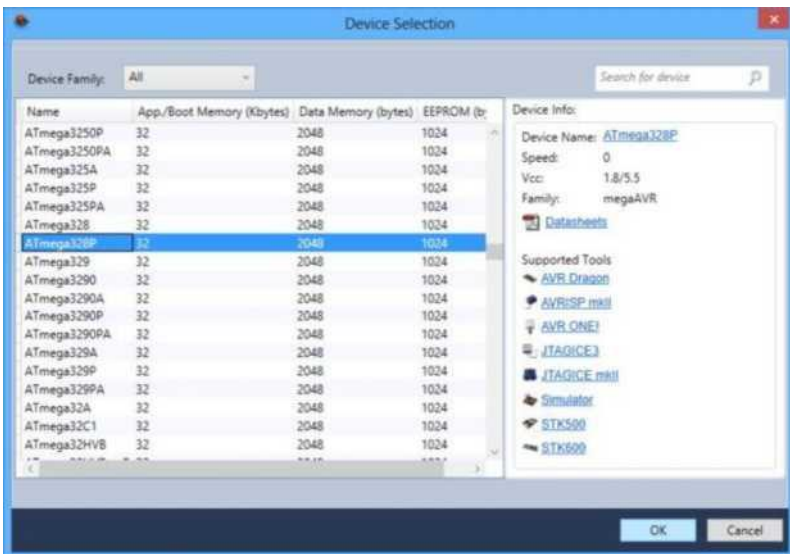 Device Selection
Device Family: All
Search for device
Name App./Boot Memory (Kbytes) Data Memory (bytes) EEPROM (by
ATmega3250P 32 2048 1024
ATmega3250PA 32 2048 1024
ATmega325A 32 2048 1024
ATmega325P 32 2048 1024
ATmega325PA 32 2048 1024
ATmega328 32 2048 1024
ATmega328P 32 2048 1024
ATmega329 32 2048 1024
ATmega3290 32 2048 1024
ATmega3290A 32 2048 1024
ATmega3290P 32 2048 1024
ATmega3290PA 32 2048 1024
ATmega329A 32 2048 1024
ATmega329P 32 2048 1024
ATmega329PA 32 2048 1024
ATmega32A 32 2048 1024
ATmega32C1 32 2048 1024
ATmega32HVB 32 2048 1024
Device Info:
Device Name: ATmega328P
Speed: 0
Vcc: 1.8/5.5
Family: megaAVR
Datasheets
Supported Tools
AVR Dragon
AVRISP mkII
AVR ONE!
JTAGICE3
JTAGICE mkII
Simulator
STK500
STK600
OK Cancel